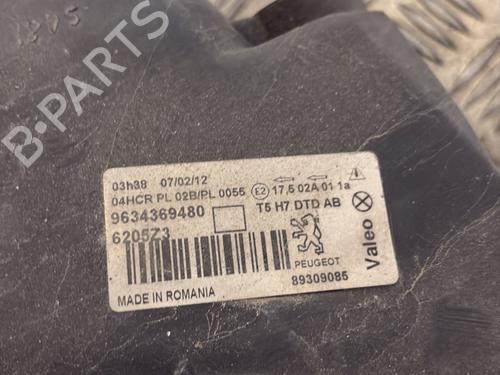 1395
B-PARTS
03h38 07/02/12
04HCR PL 02B/PL 0055 E2 17,5 02A 01 1a
9634369480 T5 H7 DTD AB
6205Z3
PEUGEOT
MADE IN ROMANIA 89309085
Valeo